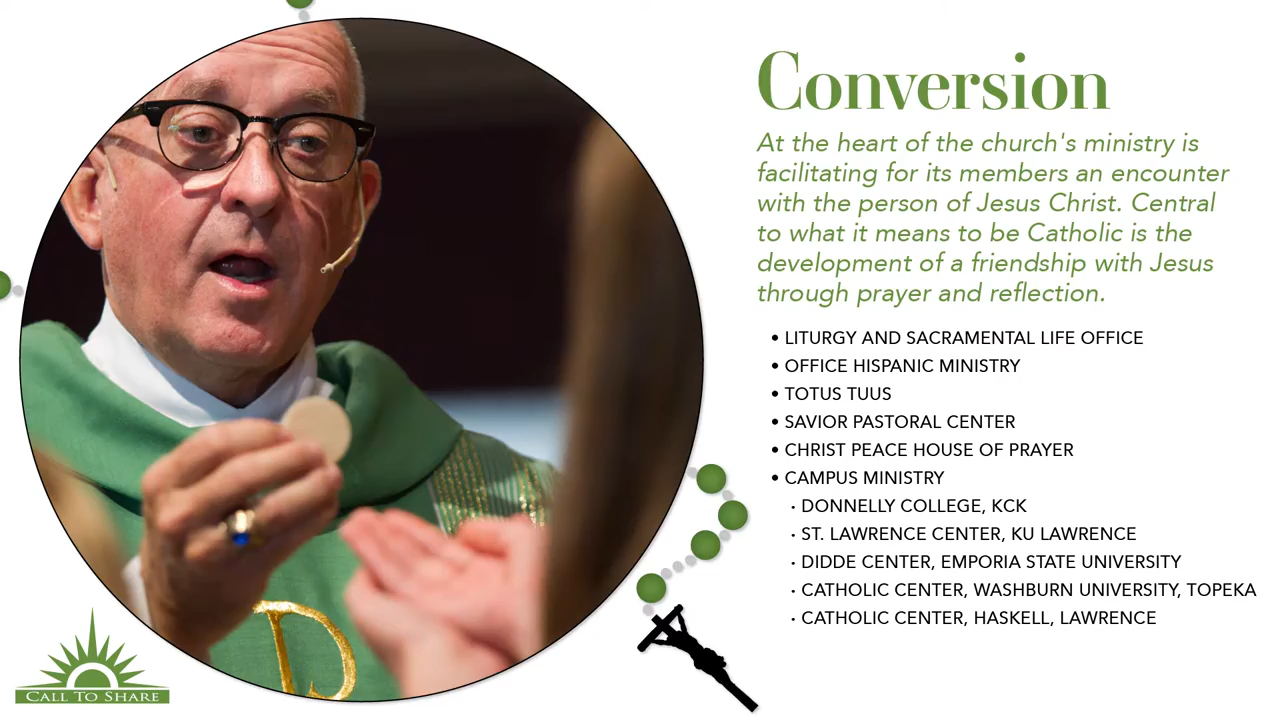 Conversion
At the heart of the church's ministry is
facilitating for its members an encounter
with the person of Jesus Christ. Central
to what it means to be Catholic is the
development of a friendship with Jesus
through prayer and reflection.
• LITURGY AND SACRAMENTAL LIFE OFFICE
• OFFICE HISPANIC MINISTRY
• TOTUS TUUS
• SAVIOR PASTORAL CENTER
• CHRIST PEACE HOUSE OF PRAYER
• CAMPUS MINISTRY
· DONNELLY COLLEGE, KCK
· ST. LAWRENCE CENTER, KU LAWRENCE
· DIDDE CENTER, EMPORIA STATE UNIVERSITY
· CATHOLIC CENTER, WASHBURN UNIVERSITY, TOPEKA
· CATHOLIC CENTER, HASKELL, LAWRENCE
CALL TO SHARE